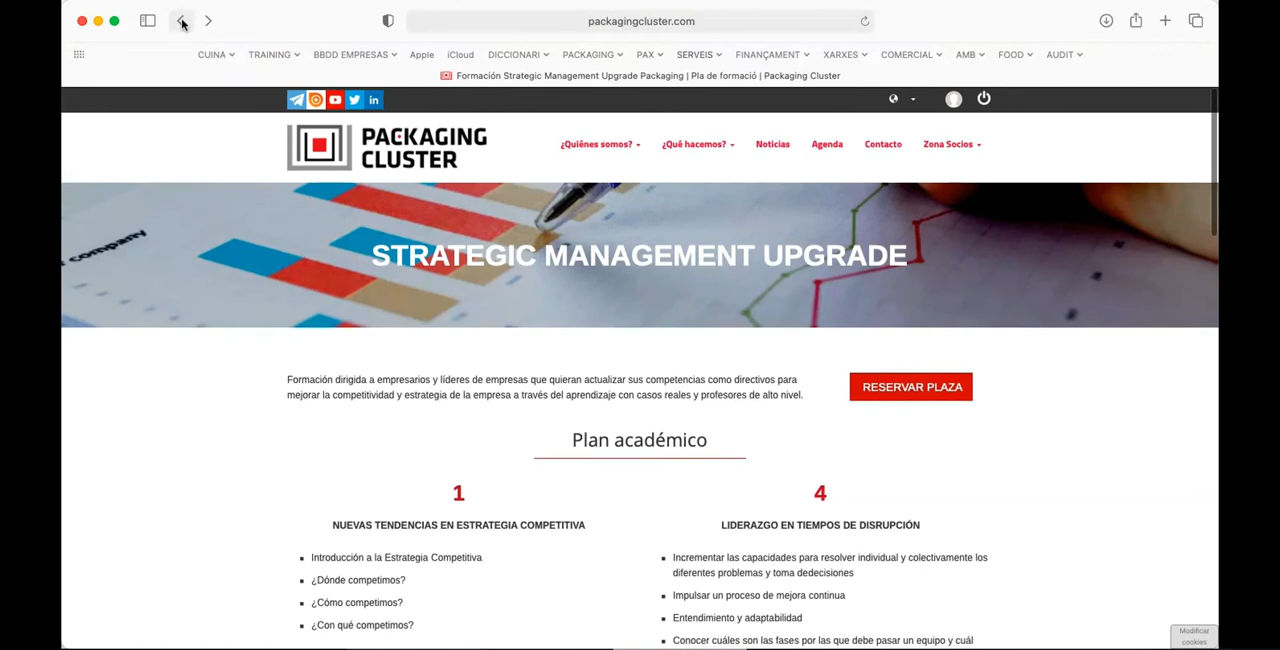 packagingcluster.com
CUINA TRAINING BBDD EMPRESAS Apple iCloud DICCIONARI PACKAGING PAX SERVEIS FINANÇAMENT XARXES COMERCIAL AMB FOOD AUDIT
Formación Strategic Management Upgrade Packaging | Pla de formació | Packaging Cluster
in
PACKAGING
CLUSTER
¿Quiénes somos? ¿Qué hacemos? Noticias Agenda Contacto Zona Socios
r company
STRATEGIC MANAGEMENT UPGRADE
Formación dirigida a empresarios y líderes de empresas que quieran actualizar sus competencias como directivos para
mejorar la competitividad y estrategia de la empresa a través del aprendizaje con casos reales y profesores de alto nivel.
RESERVAR PLAZA
Plan académico
1
NUEVAS TENDENCIAS EN ESTRATEGIA COMPETITIVA
Introducción a la Estrategia Competitiva
¿Dónde competimos?
¿Cómo competimos?
¿Con qué competimos?
4
LIDERAZGO EN TIEMPOS DE DISRUPCIÓN
Incrementar las capacidades para resolver individual y colectivamente los
diferentes problemas y toma dedecisiones
Impulsar un proceso de mejora continua
Entendimiento y adaptabilidad
Conocer cuáles son las fases por las que debe pasar un equipo y cuál
Modificar
cookies